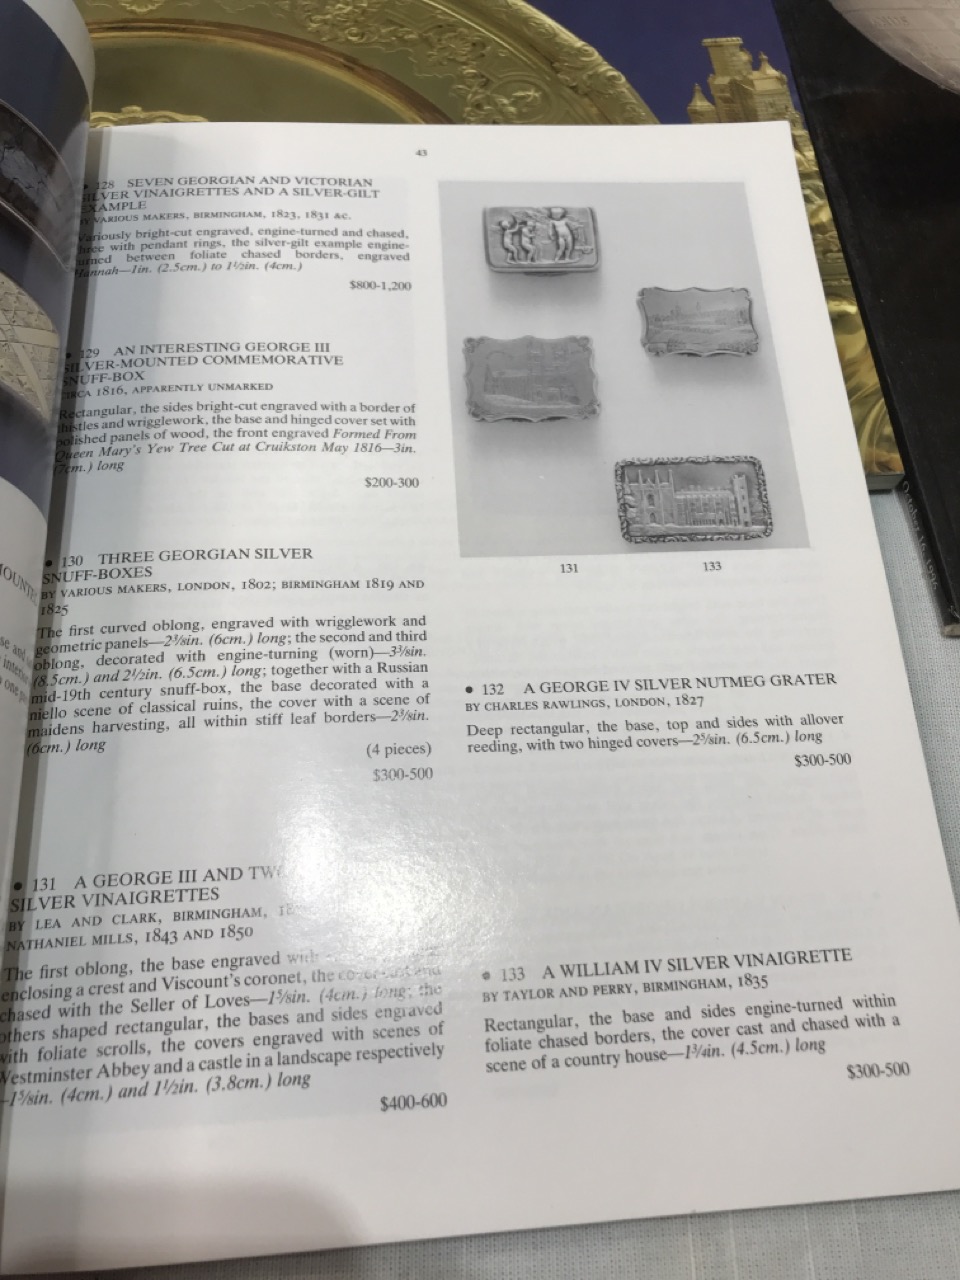 43
128 SEVEN GEORGIAN AND VICTORIAN
SILVER VINAIGRETTES AND A SILVER-GILT
EXAMPLE
BY VARIOUS MAKERS, BIRMINGHAM, 1823, 1831 &c.
Variously bright-cut engraved, engine-turned and chased,
three with pendant rings, the silver-gilt example engine-
turned between foliate chased borders, engraved
Hannah—1in. (2.5cm.) to 1½in. (4cm.)
$800-1,200
129 AN INTERESTING GEORGE III
SILVER-MOUNTED COMMEMORATIVE
SNUFF-BOX
CIRCA 1816, APPARENTLY UNMARKED
Rectangular, the sides bright-cut engraved with a border of
thistles and wrigglework, the base and hinged cover set with
polished panels of wood, the front engraved Formed From
Queen Mary's Yew Tree Cut at Cruikston May 1816—3in.
(7cm.) long
$200-300
• 130 THREE GEORGIAN SILVER
SNUFF-BOXES
BY VARIOUS MAKERS, LONDON, 1802; BIRMINGHAM 1819 AND
1825
The first curved oblong, engraved with wrigglework and
geometric panels—2⅜in. (6cm.) long; the second and third
oblong, decorated with engine-turning (worn)—3⅜in.
(8.5cm.) and 2½in. (6.5cm.) long; together with a Russian
mid-19th century snuff-box, the base decorated with a
niello scene of classical ruins, the cover with a scene of
maidens harvesting, all within stiff leaf borders—2⅜in.
(6cm.) long
(4 pieces)
$300-500
• 131 A GEORGE III AND TWO
SILVER VINAIGRETTES
BY LEA AND CLARK, BIRMINGHAM,
NATHANIEL MILLS, 1843 AND 1850
The first oblong, the base engraved with
enclosing a crest and Viscount's coronet, the cover cast and
chased with the Seller of Loves—1⅝in. (4cm.) long; the
others shaped rectangular, the bases and sides engraved
with foliate scrolls, the covers engraved with scenes of
Westminster Abbey and a castle in a landscape respectively
—1⅝in. (4cm.) and 1½in. (3.8cm.) long
$400-600
131 133
• 132 A GEORGE IV SILVER NUTMEG GRATER
BY CHARLES RAWLINGS, LONDON, 1827
Deep rectangular, the base, top and sides with allover
reeding, with two hinged covers—2⅝in. (6.5cm.) long
$300-500
• 133 A WILLIAM IV SILVER VINAIGRETTE
BY TAYLOR AND PERRY, BIRMINGHAM, 1835
Rectangular, the base and sides engine-turned within
foliate chased borders, the cover cast and chased with a
scene of a country house—1¾in. (4.5cm.) long
$300-500